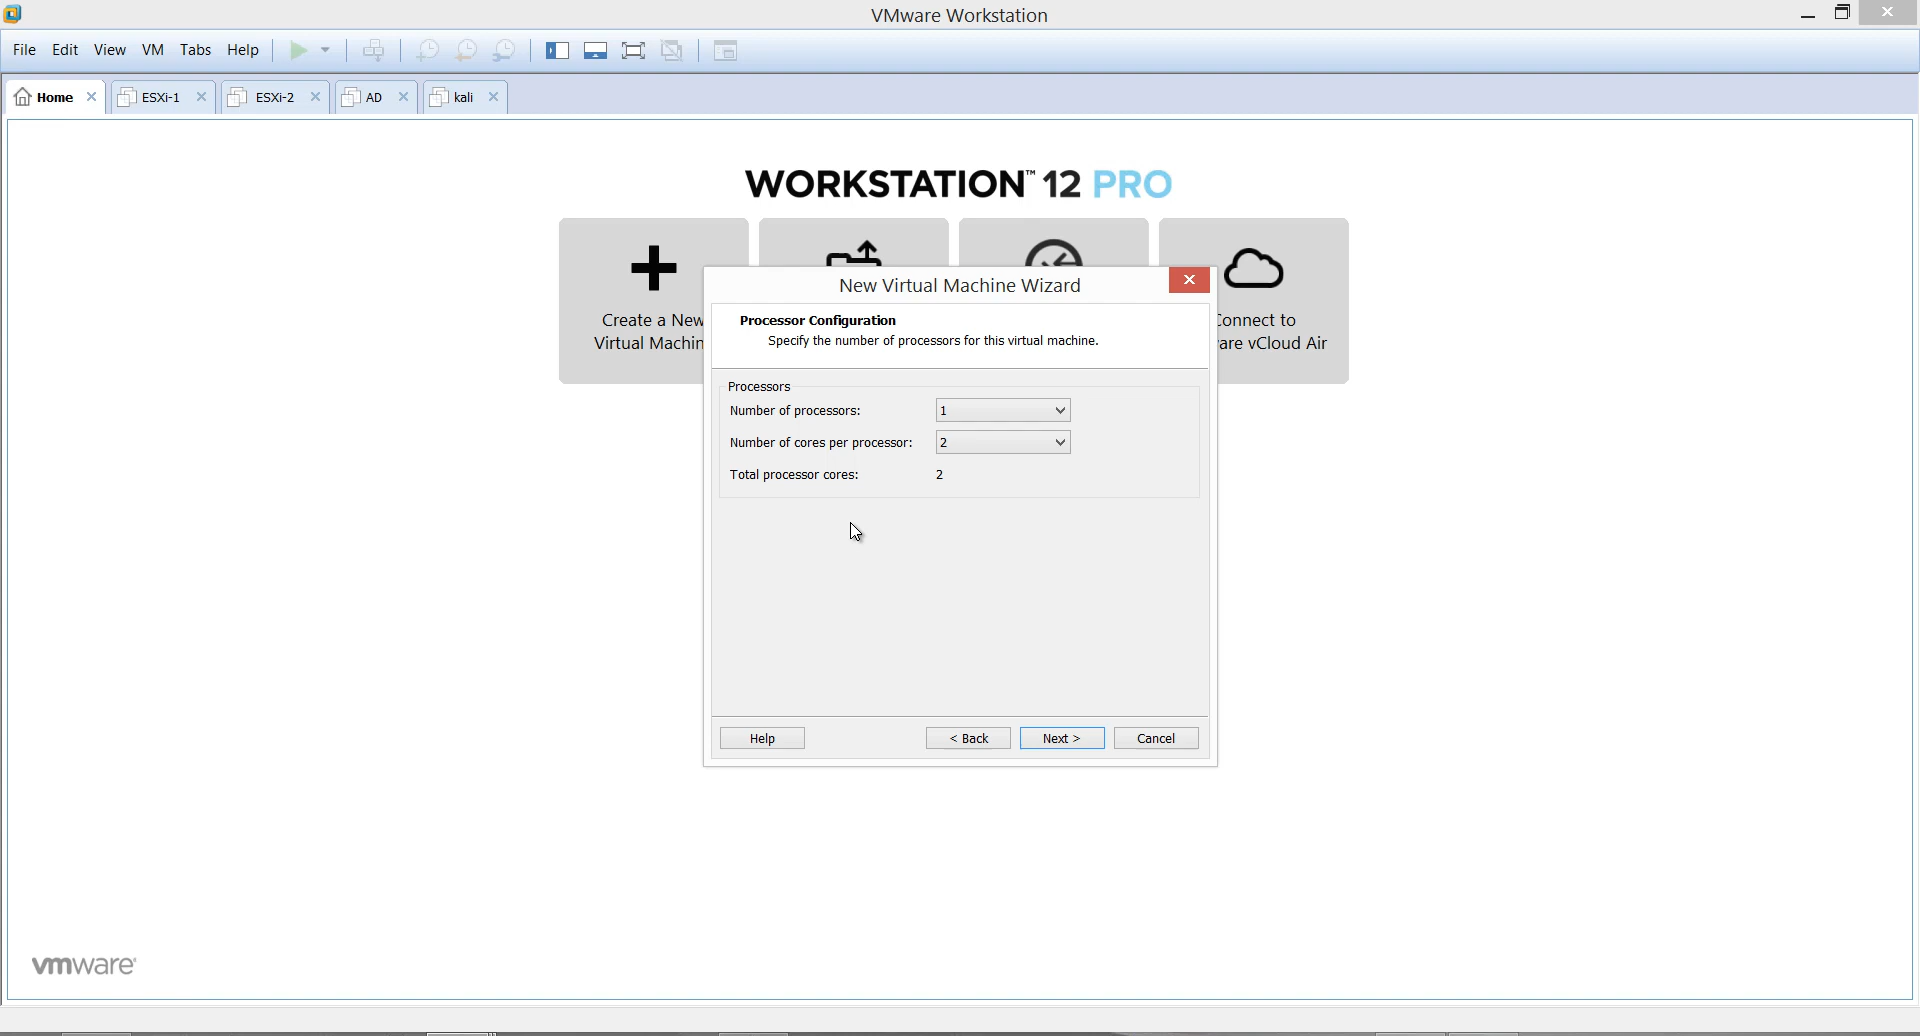 VMware Workstation
File Edit View VM Tabs Help
Home ESXi-1 ESXi-2 AD kali
WORKSTATION™ 12 PRO
Create a New
Virtual Machin
onnect to
are vCloud Air
New Virtual Machine Wizard
Processor Configuration
Specify the number of processors for this virtual machine.
Processors
Number of processors: 1
Number of cores per processor: 2
Total processor cores: 2
Help < Back Next > Cancel
vmware